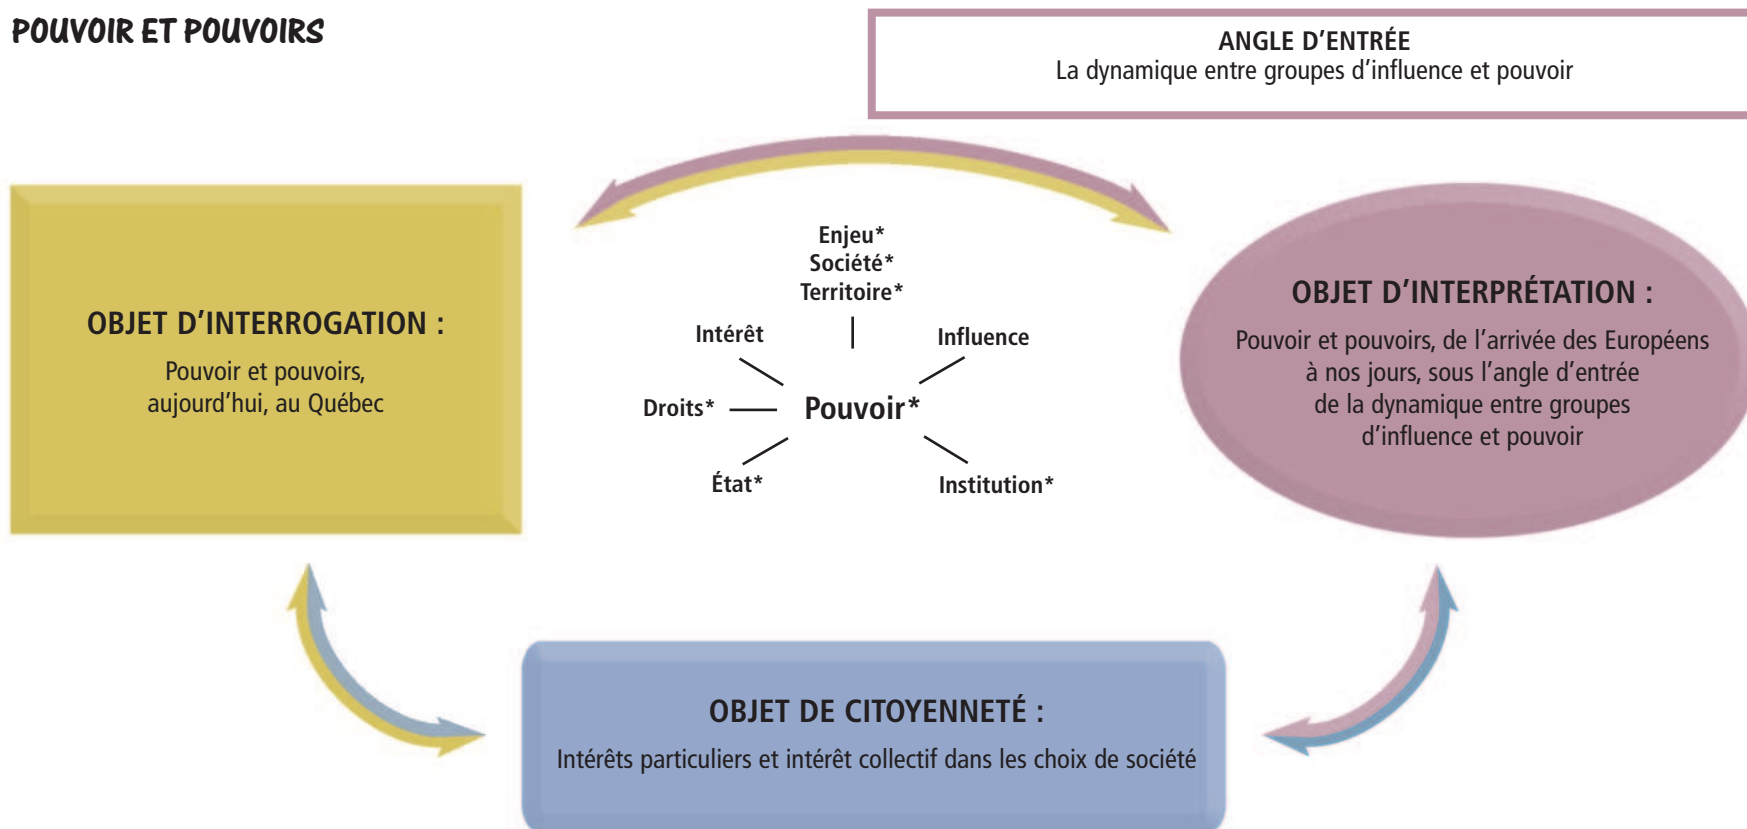 POUVOIR ET POUVOIRS
ANGLE D'ENTRÉE
La dynamique entre groupes d'influence et pouvoir
OBJET D'INTERROGATION :
Pouvoir et pouvoirs,
aujourd'hui, au Québec
Enjeu*
Société*
Territoire*
Intérêt
Influence
Droits*
Pouvoir*
État*
Institution*
OBJET D'INTERPRÉTATION :
Pouvoir et pouvoirs, de l'arrivée des Européens
à nos jours, sous l'angle d'entrée
de la dynamique entre groupes
d'influence et pouvoir
OBJET DE CITOYENNETÉ :
Intérêts particuliers et intérêt collectif dans les choix de société